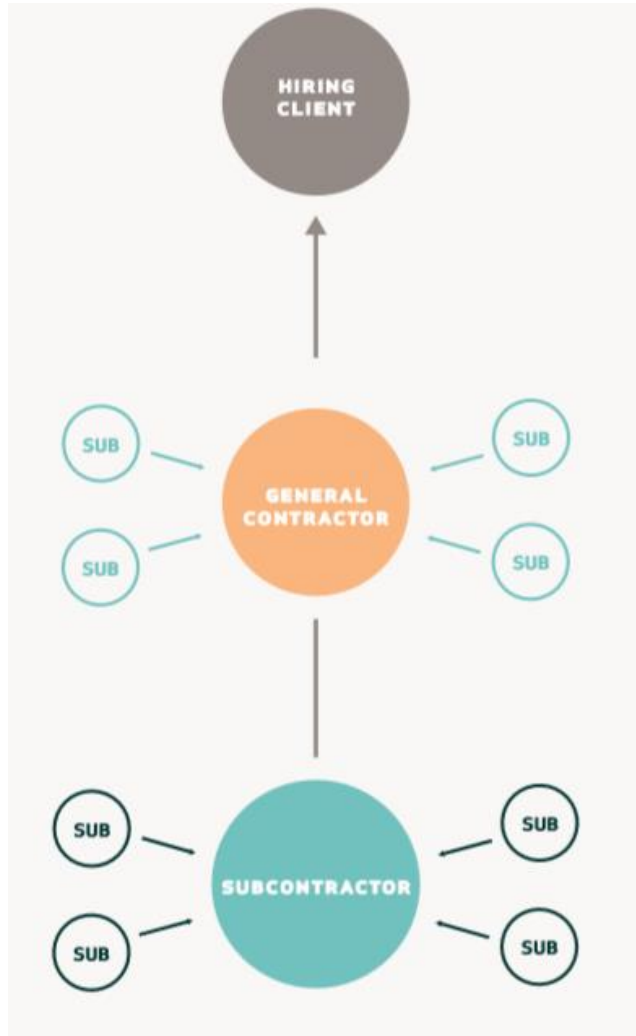 HIRING
CLIENT
SUB
SUB
GENERAL
CONTRACTOR
SUB
SUB
SUB
SUB
SUBCONTRACTOR
SUB
SUB